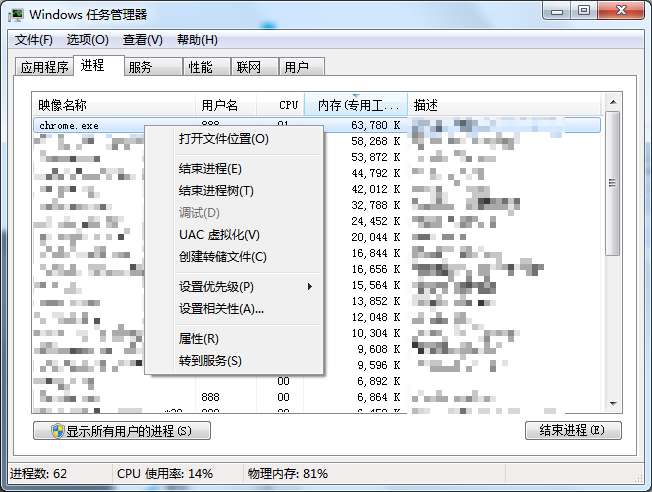 Windows 任务管理器
文件(F) 选项(O) 查看(V) 帮助(H)
应用程序 进程 服务 性能 联网 用户
映像名称 用户名 CPU 内存(专用工... 描述
chrome.exe 888 01 63,780 K
58,268 K
打开文件位置(O)
53,872 K
结束进程(E)
44,792 K
结束进程树(T)
42,012 K
32,788 K
调试(D)
24,452 K
UAC 虚拟化(V)
20,044 K
创建转储文件(C)
16,844 K
16,656 K
设置优先级(P)
15,564 K
设置相关性(A)...
13,852 K
12,048 K
属性(R)
10,304 K
9,608 K
转到服务(S)
9,596 K
00 6,892 K
888 00 6,864 K
888 00
显示所有用户的进程(S) 结束进程(E)
进程数: 62 CPU 使用率: 14% 物理内存: 81%